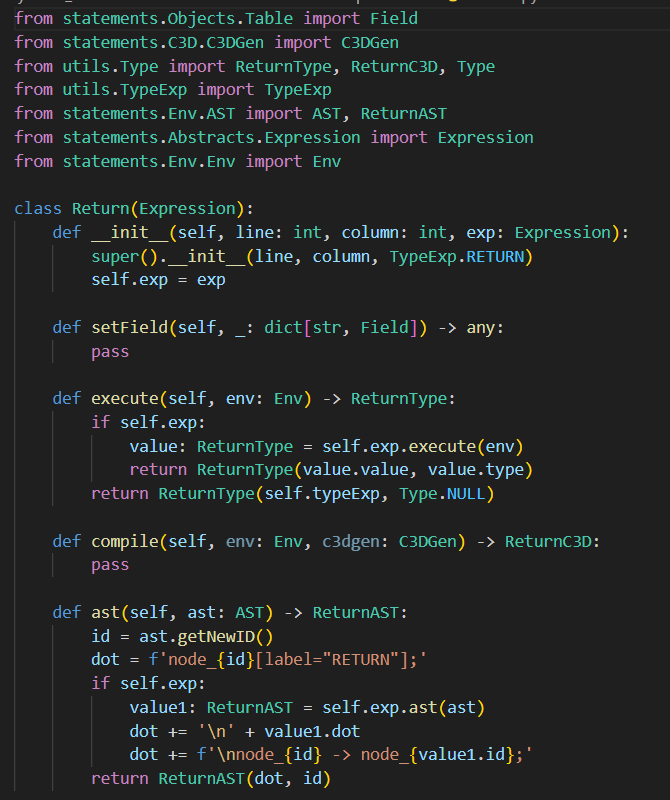 from statements.Objects.Table import Field
from statements.C3D.C3DGen import C3DGen
from utils.Type import ReturnType, ReturnC3D, Type
from utils.TypeExp import TypeExp
from statements.Env.AST import AST, ReturnAST
from statements.Abstracts.Expression import Expression
from statements.Env.Env import Env

class Return(Expression):
    def __init__(self, line: int, column: int, exp: Expression):
        super().__init__(line, column, TypeExp.RETURN)
        self.exp = exp

    def setField(self, _: dict[str, Field]) -> any:
        pass

    def execute(self, env: Env) -> ReturnType:
        if self.exp:
            value: ReturnType = self.exp.execute(env)
            return ReturnType(value.value, value.type)
        return ReturnType(self.typeExp, Type.NULL)

    def compile(self, env: Env, c3dgen: C3DGen) -> ReturnC3D:
        pass

    def ast(self, ast: AST) -> ReturnAST:
        id = ast.getNewID()
        dot = f'node_{id}[label="RETURN"];'
        if self.exp:
            value1: ReturnAST = self.exp.ast(ast)
            dot += '\n' + value1.dot
            dot += f'\nnode_{id} -> node_{value1.id};'
        return ReturnAST(dot, id)